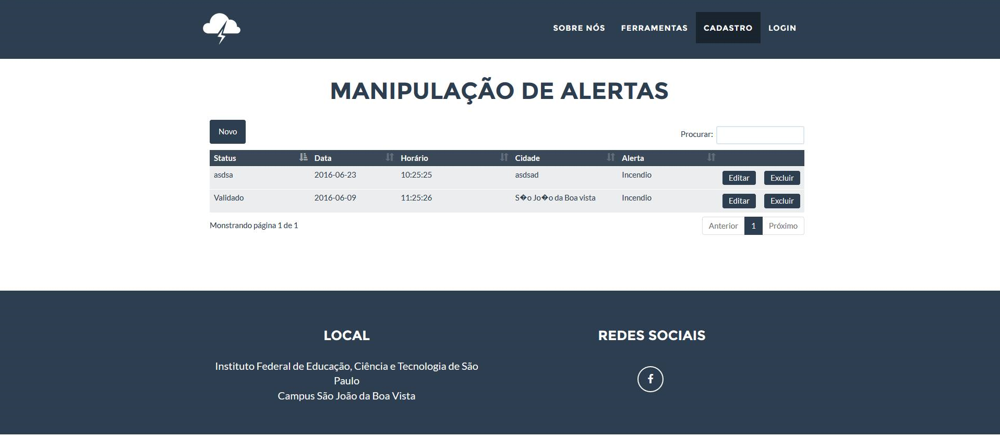 SOBRE NÓS FERRAMENTAS CADASTRO LOGIN
MANIPULAÇÃO DE ALERTAS
Novo
Procurar:
Status Data Horário Cidade Alerta
asdsa 2016-06-23 10:25:25 asdsad Incendio Editar Excluir
Validado 2016-06-09 11:25:26 S�o Jo�o da Boa vista Incendio Editar Excluir
Monstrando página 1 de 1 Anterior 1 Próximo
LOCAL
Instituto Federal de Educação, Ciência e Tecnologia de São
Paulo
Campus São João da Boa Vista
REDES SOCIAIS